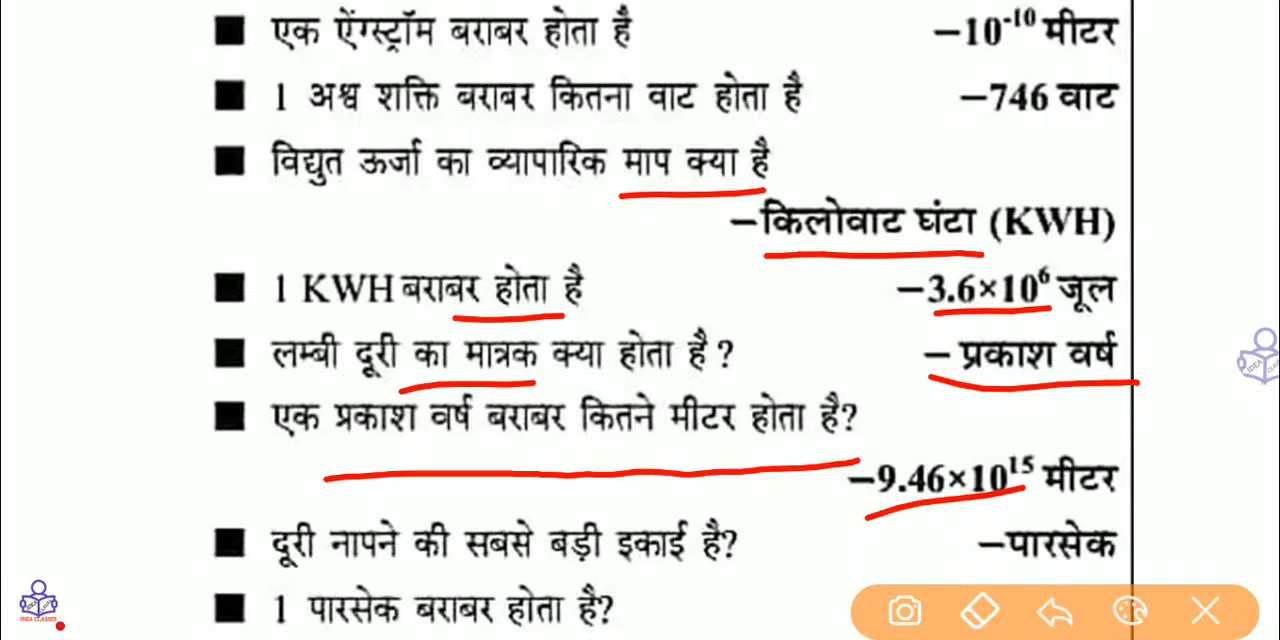 ■ एक ऐंग्स्ट्रॉम बराबर होता है –10⁻¹⁰ मीटर
■ 1 अश्व शक्ति बराबर कितना वाट होता है –746 वाट
■ विद्युत ऊर्जा का व्यापारिक माप क्या है
–किलोवाट घंटा (KWH)
■ 1 KWH बराबर होता है –3.6×10⁶ जूल
■ लम्बी दूरी का मात्रक क्या होता है? – प्रकाश वर्ष
■ एक प्रकाश वर्ष बराबर कितने मीटर होता है?
–9.46×10¹⁵ मीटर
■ दूरी नापने की सबसे बड़ी इकाई है? –पारसेक
■ 1 पारसेक बराबर होता है?
IDEA CLASSES